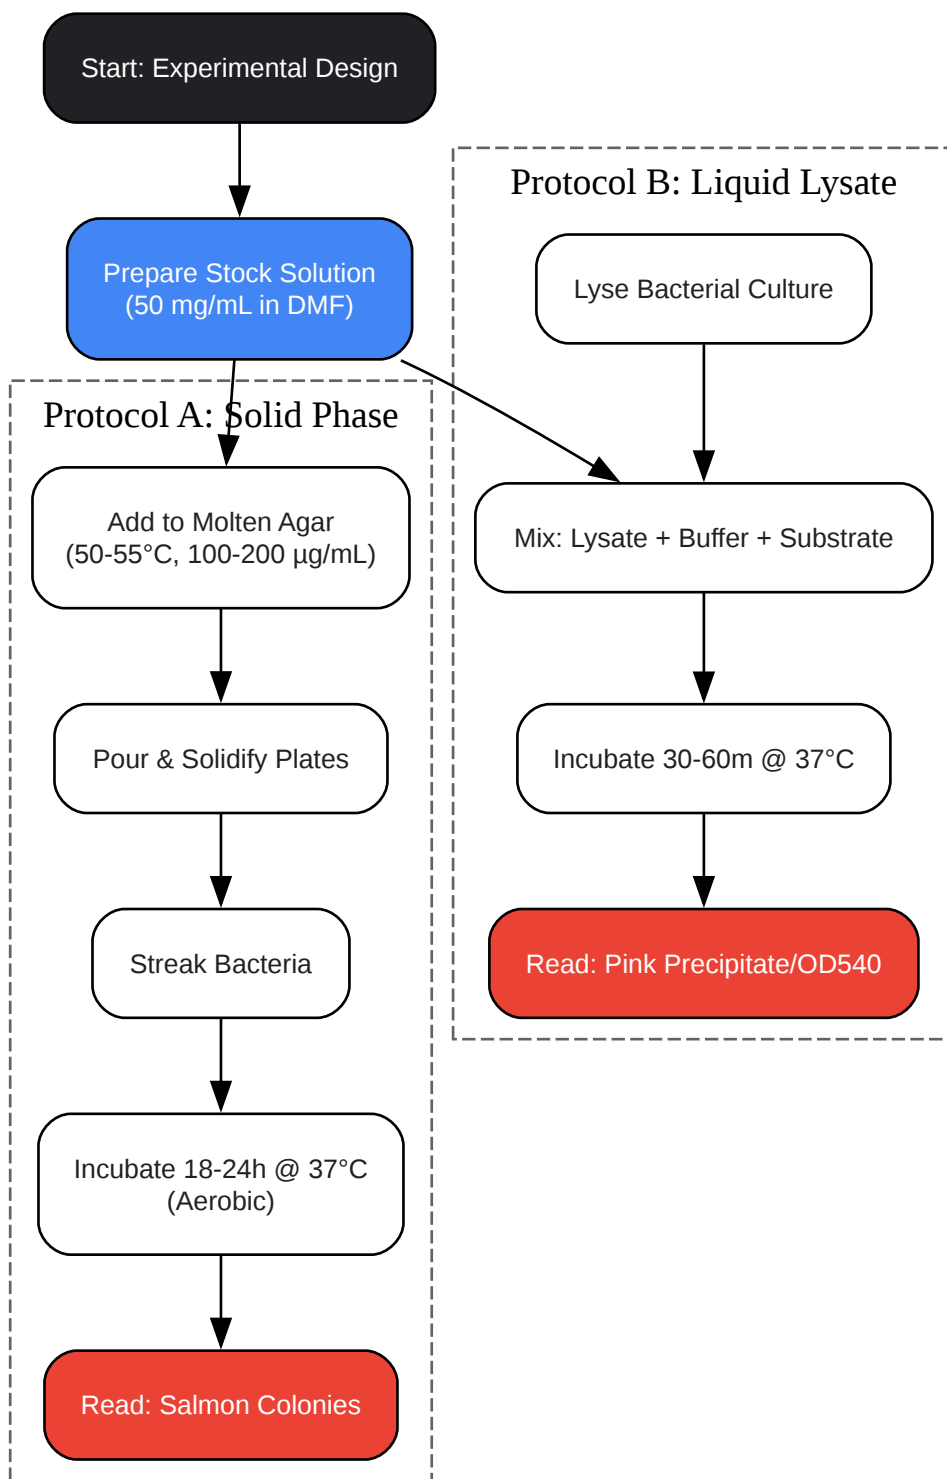 Start: Experimental Design
Prepare Stock Solution
(50 mg/mL in DMF)
Protocol A: Solid Phase
Add to Molten Agar
(50-55°C, 100-200 µg/mL)
Pour & Solidify Plates
Streak Bacteria
Incubate 18-24h @ 37°C
(Aerobic)
Read: Salmon Colonies
Protocol B: Liquid Lysate
Lyse Bacterial Culture
Mix: Lysate + Buffer + Substrate
Incubate 30-60m @ 37°C
Read: Pink Precipitate/OD540